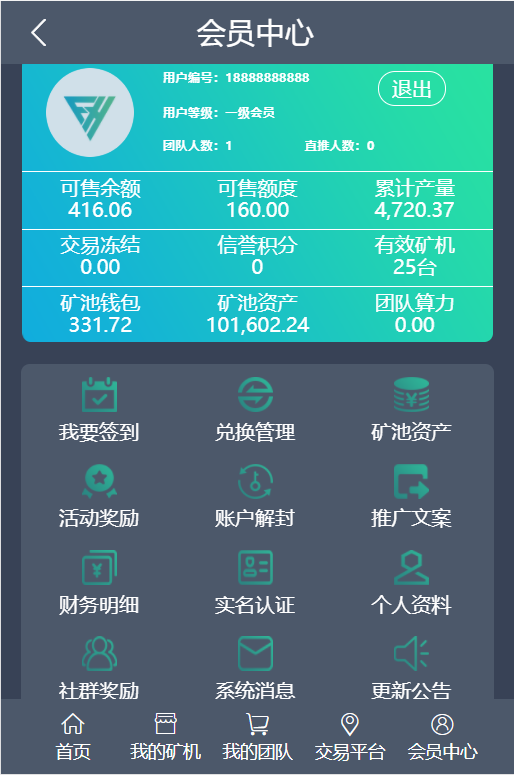 会员中心
用户编号：18888888888
退出
用户等级：一级会员
团队人数：1 直推人数：0
可售余额 可售额度 累计产量
416.06 160.00 4,720.37
交易冻结 信誉积分 有效矿机
0.00 0 25台
矿池钱包 矿池资产 团队算力
331.72 101,602.24 0.00
我要签到 兑换管理 矿池资产
活动奖励 账户解封 推广文案
财务明细 实名认证 个人资料
社群奖励 系统消息 更新公告
首页 我的矿机 我的团队 交易平台 会员中心